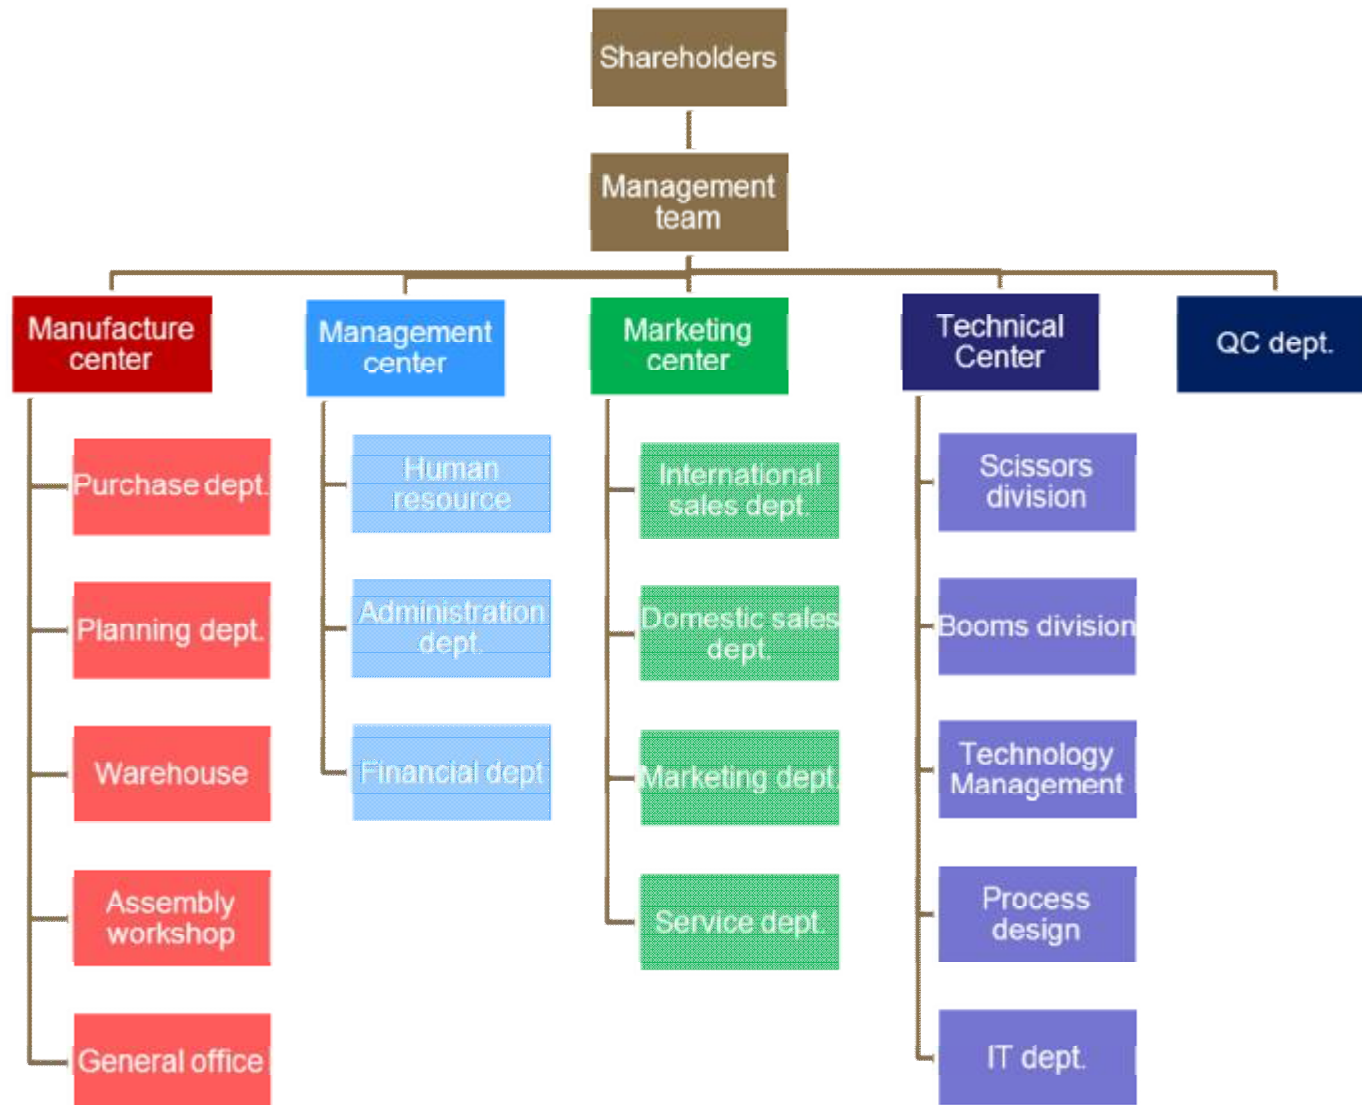 Shareholders
Management
team
Manufacture
center
Management
center
Marketing
center
Technical
Center
QC dept.
Purchase dept.
Planning dept.
Warehouse
Assembly
workshop
General office
Human
resource
Administration
dept.
Financial dept
International
sales dept.
Domestic sales
dept.
Marketing dept.
Service dept.
Scissors
division
Booms division
Technology
Management
Process
design
IT dept.